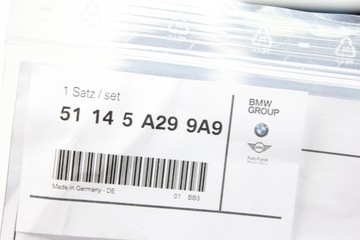 1 Satz / set
51 14 5 A29 9A9
Made in Germany - DE
01 BB3
BMW
GROUP